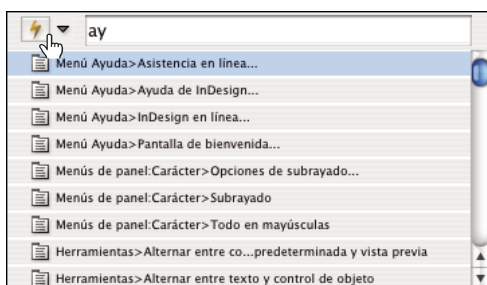 ay
Menú Ayuda>Asistencia en línea...
Menú Ayuda>Ayuda de InDesign...
Menú Ayuda>InDesign en línea...
Menú Ayuda>Pantalla de bienvenida...
Menús de panel:Carácter>Opciones de subrayado...
Menús de panel:Carácter>Subrayado
Menús de panel:Carácter>Todo en mayúsculas
Herramientas>Alternar entre co...predeterminada y vista previa
Herramientas>Alternar entre texto y control de objeto